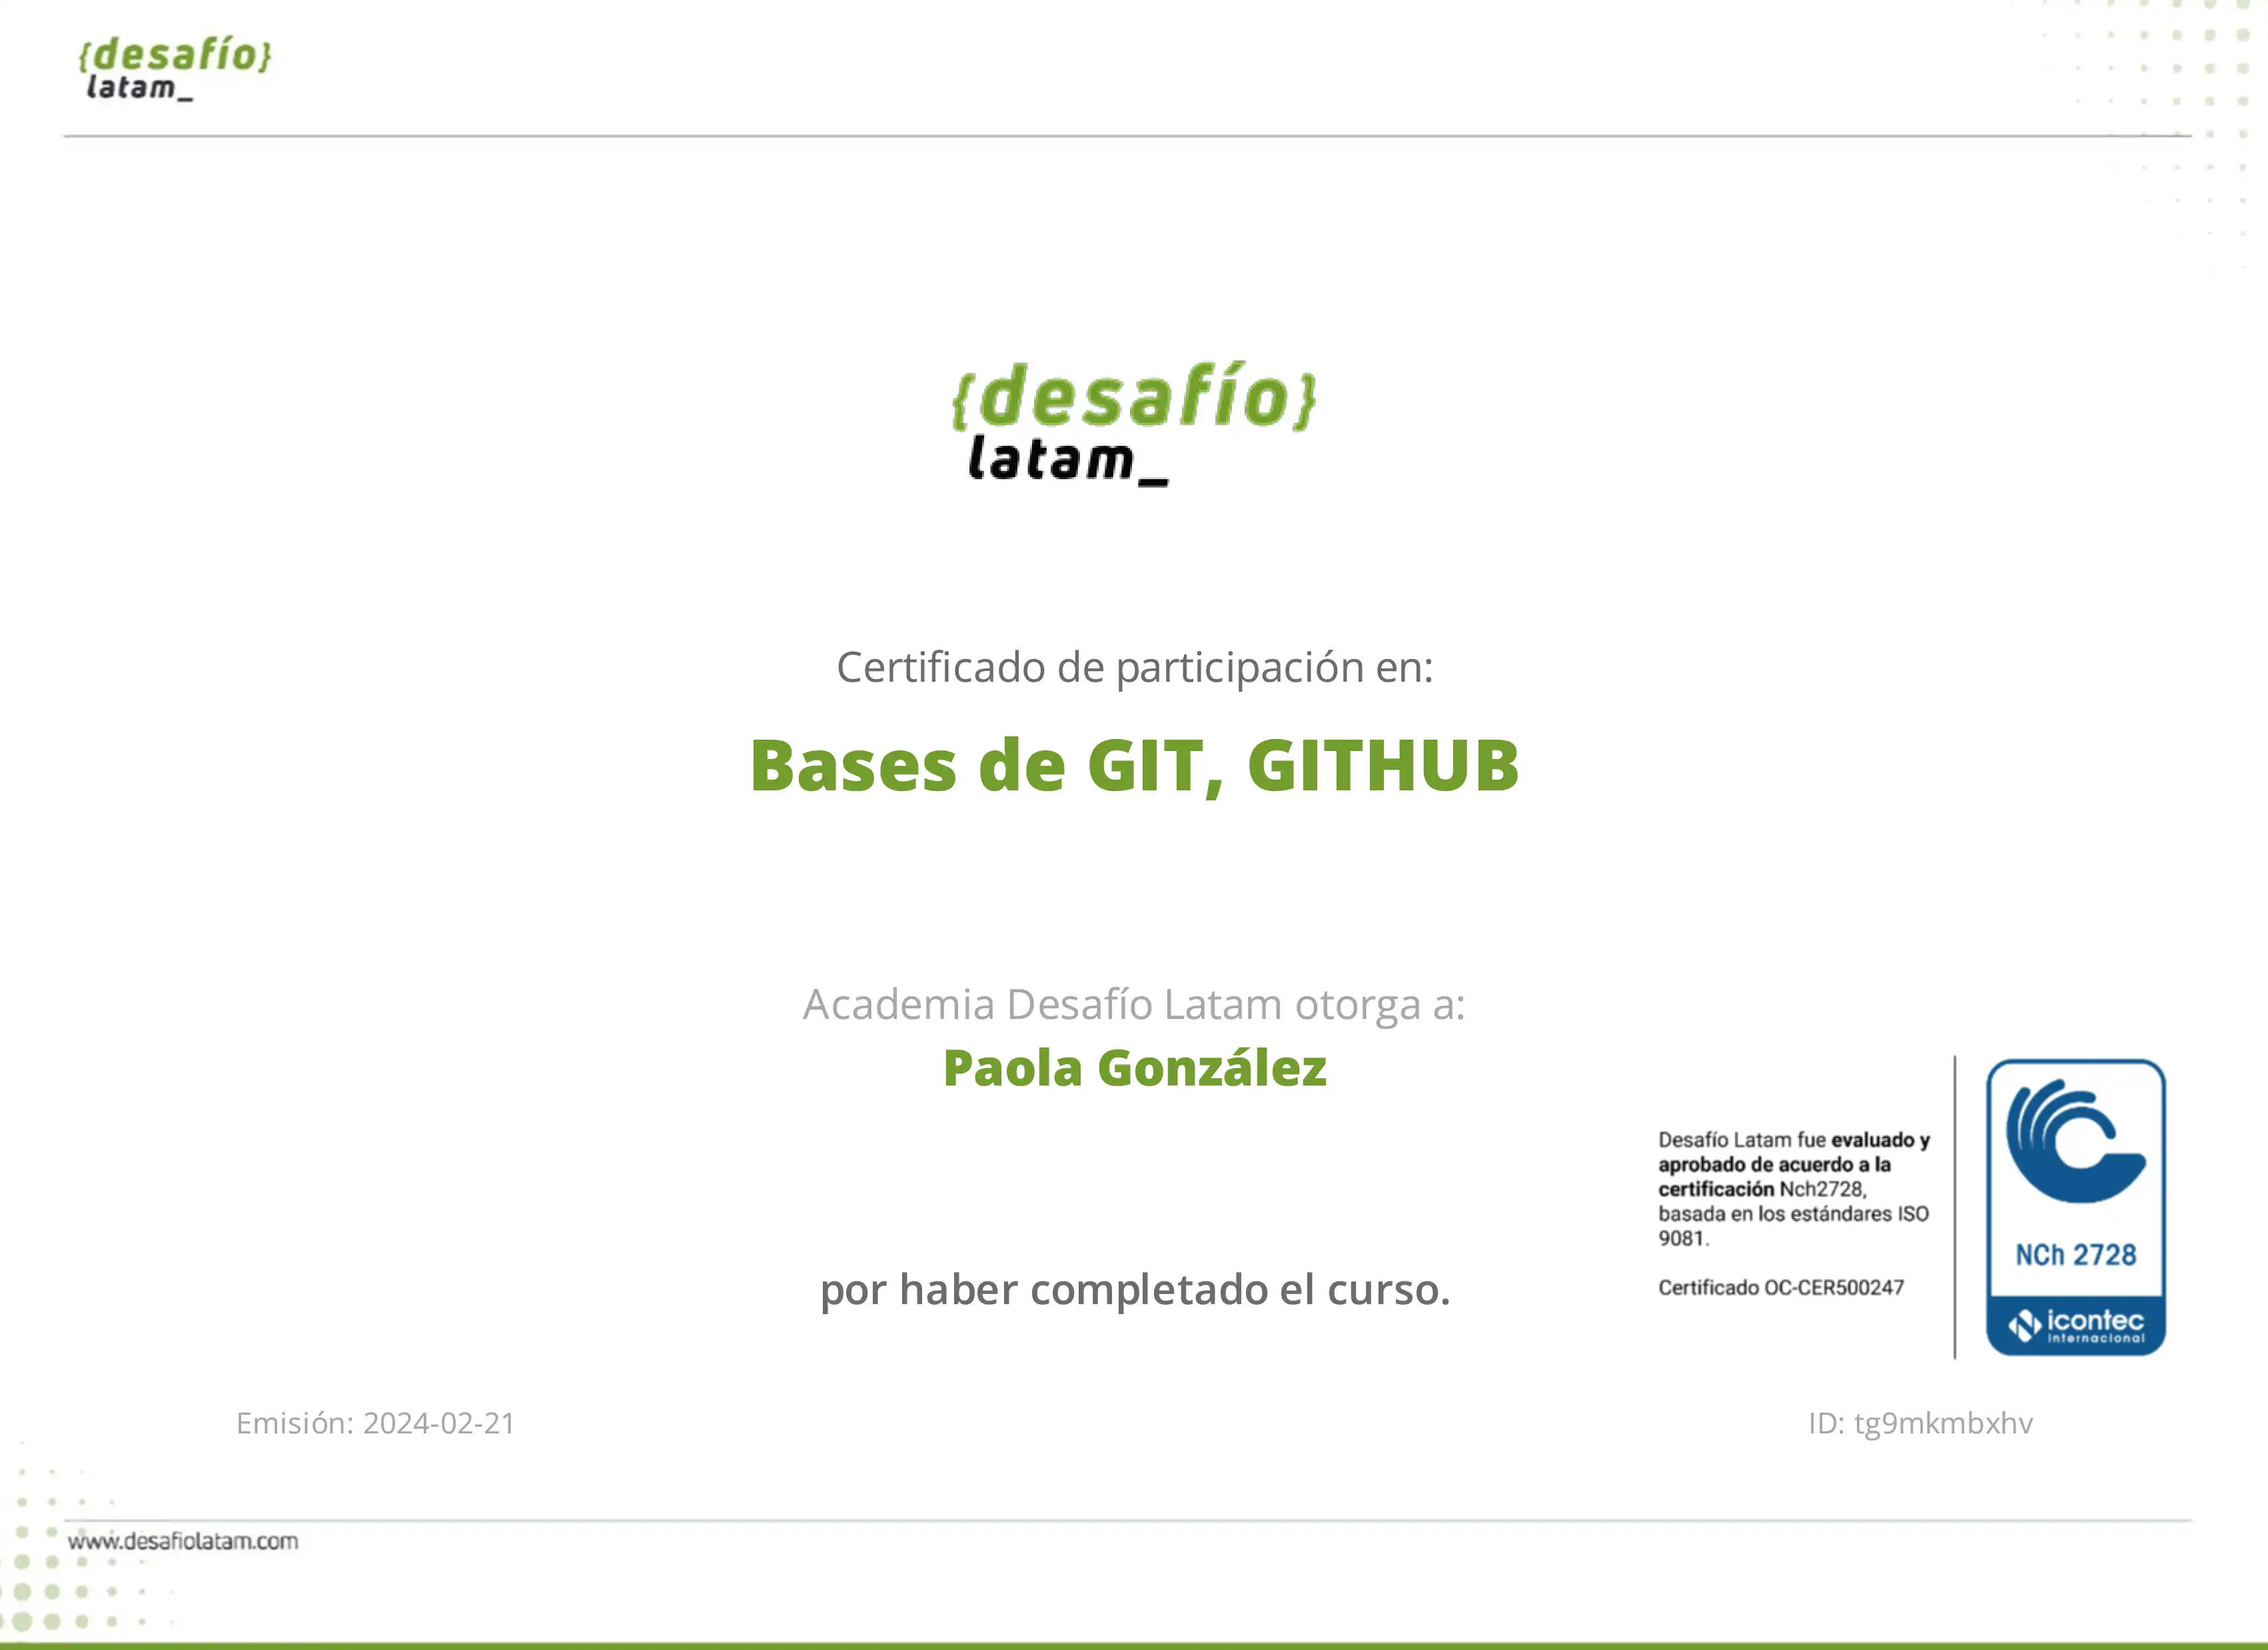 {desafío}
latam_
{desafío}
latam_
Certificado de participación en:
Bases de GIT, GITHUB
Academia Desafío Latam otorga a:
Paola González
Desafío Latam fue evaluado y
aprobado de acuerdo a la
certificación Nch2728,
basada en los estándares ISO
9081.
Certificado OC-CER500247
NCh 2728
icontec
internacional
por haber completado el curso.
Emisión: 2024-02-21
ID: tg9mkmbxhv
www.desafiolatam.com